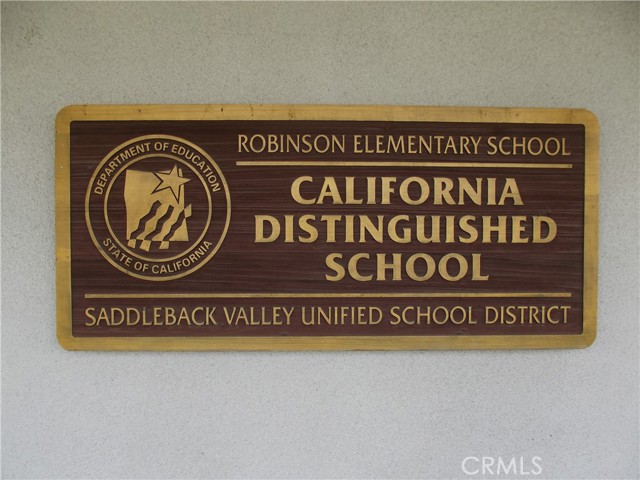 ROBINSON ELEMENTARY SCHOOL
DEPARTMENT OF EDUCATION
STATE OF CALIFORNIA
CALIFORNIA
DISTINGUISHED
SCHOOL
SADDLEBACK VALLEY UNIFIED SCHOOL DISTRICT
CRMLS